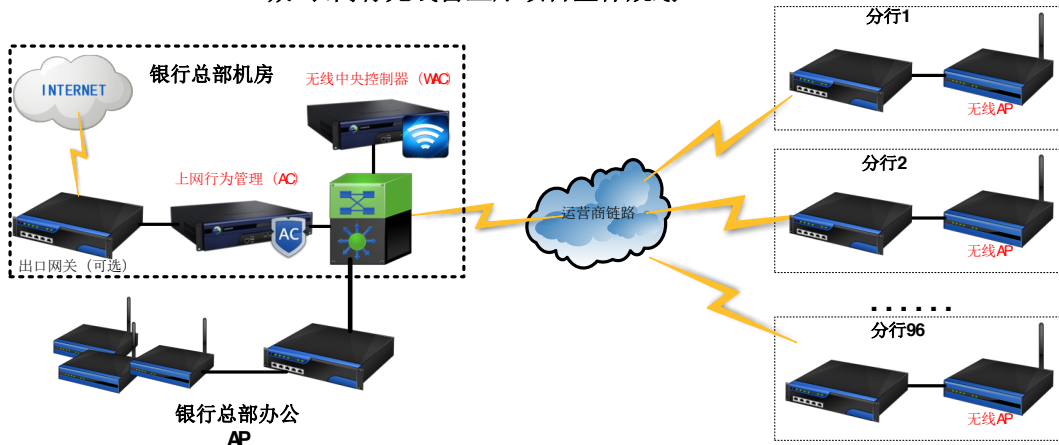 分行1
银行总部机房
无线中央控制器（WAC）
INTERNET
无线AP
上网行为管理（AC）
分行2
AC
运营商链路
无线AP
出口网关（可选）
......
分行96
银行总部办公
AP
无线AP